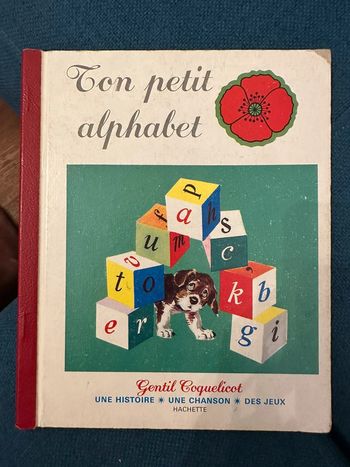 Ton petit
alphabet
p
a h
f
u m s
c
t o v
k b
e r
g i
Gentil Coquelicot
UNE HISTOIRE * UNE CHANSON * DES JEUX
HACHETTE